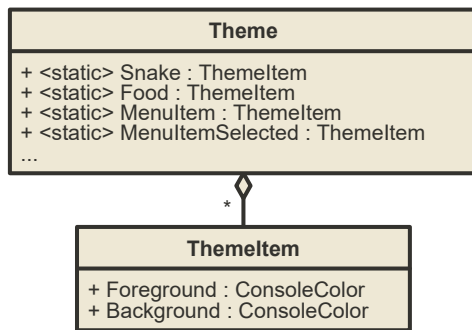 Theme
+ <static> Snake : ThemeItem
+ <static> Food : ThemeItem
+ <static> MenuItem : ThemeItem
+ <static> MenuItemSelected : ThemeItem
...
*
ThemeItem
+ Foreground : ConsoleColor
+ Background : ConsoleColor